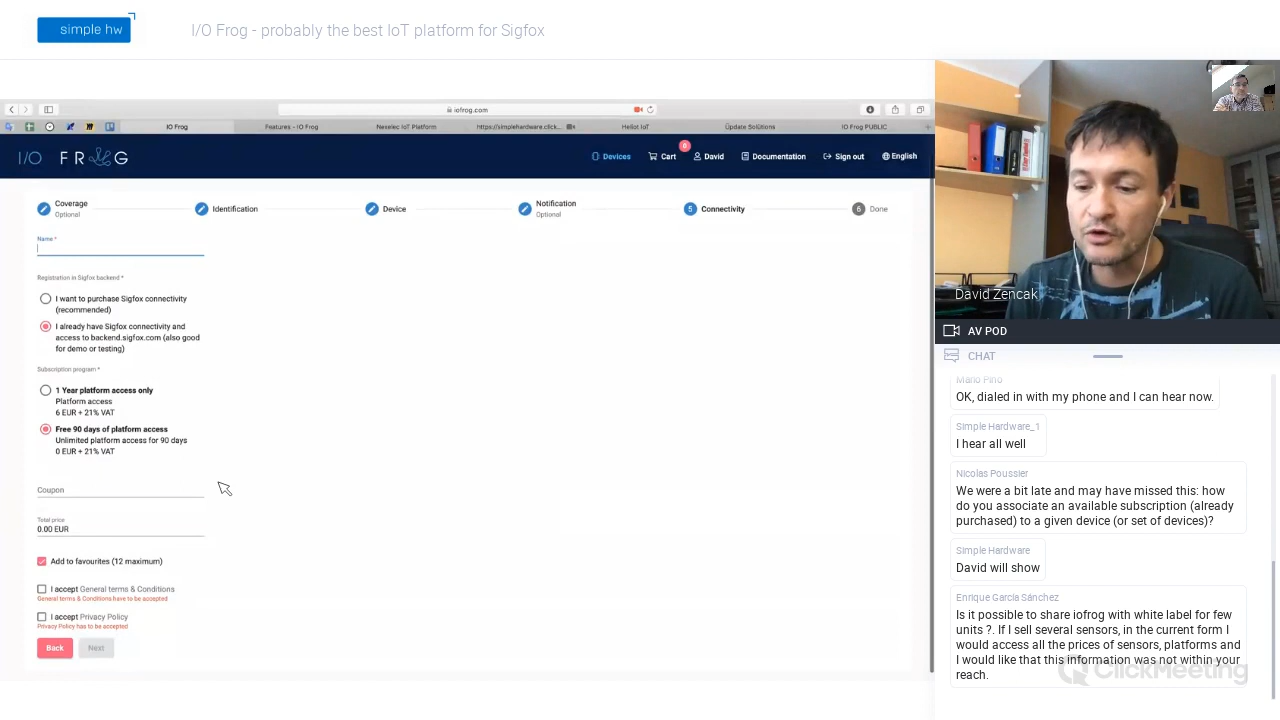 simple hw
I/O Frog - probably the best IoT platform for Sigfox
iofrog.com
IO Frog
Features - IO Frog
Neselec IoT Platform
https://simplehardware.click...
Hello! IoT
Update Solutions
IO Frog PUBLIC
I/O FROG
Devices
Cart
0
David
Documentation
Sign out
English
Coverage
Optional
Identification
Device
Notification
Optional
5 Connectivity
6 Done
Name *
Registration in Sigfox backend *
I want to purchase Sigfox connectivity
(recommended)
I already have Sigfox connectivity and
access to backend.sigfox.com (also good
for demo or testing)
Subscription program *
1 Year platform access only
Platform access
6 EUR + 21% VAT
Free 90 days of platform access
Unlimited platform access for 90 days
0 EUR + 21% VAT
Coupon
Total price
0.00 EUR
Add to favourites (12 maximum)
I accept General terms & Conditions
General terms & Conditions have to be accepted
I accept Privacy Policy
Privacy Policy has to be accepted
Back
Next
David Zencak
AV POD
CHAT
Mario Pino
OK, dialed in with my phone and I can hear now.
Simple Hardware_1
I hear all well
Nicolas Poussier
We were a bit late and may have missed this: how
do you associate an available subscription (already
purchased) to a given device (or set of devices)?
Simple Hardware
David will show
Enrique García Sánchez
Is it possible to share iofrog with white label for few
units ?. If I sell several sensors, in the current form I
would access all the prices of sensors, platforms and
I would like that this information was not within your
reach.
ClickMeeting